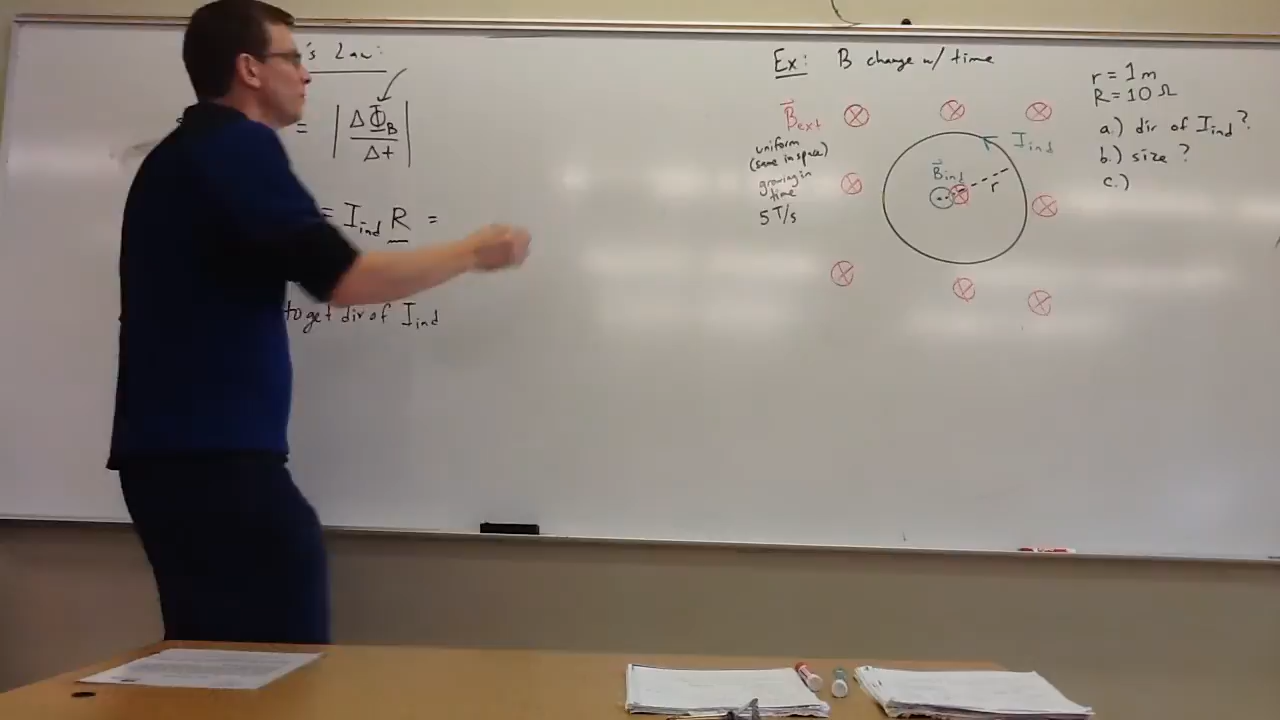 's Law:
= | ΔΦ_B / Δt |
= I_ind R =
to get dir of I_ind
Ex: B change w/ time
B_ext
uniform
(same in space)
growing in
time
5 T/s
I_ind
B_ind
r
r = 1 m
R = 10 Ω
a.) dir of I_ind?
b.) size?
c.)